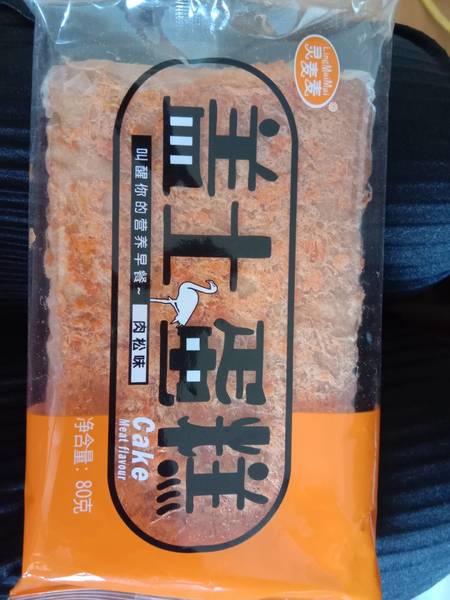 LingMaiMai
灵麦麦®
盖土蛋糕
叫醒你的营养早餐~
肉松味
Cake
Meat flavour
净含量：80克